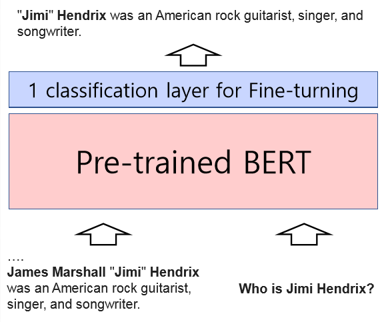 "Jimi" Hendrix was an American rock guitarist, singer, and
songwriter.
1 classification layer for Fine-turning
Pre-trained BERT
....
James Marshall "Jimi" Hendrix
was an American rock guitarist,
singer, and songwriter.
Who is Jimi Hendrix?